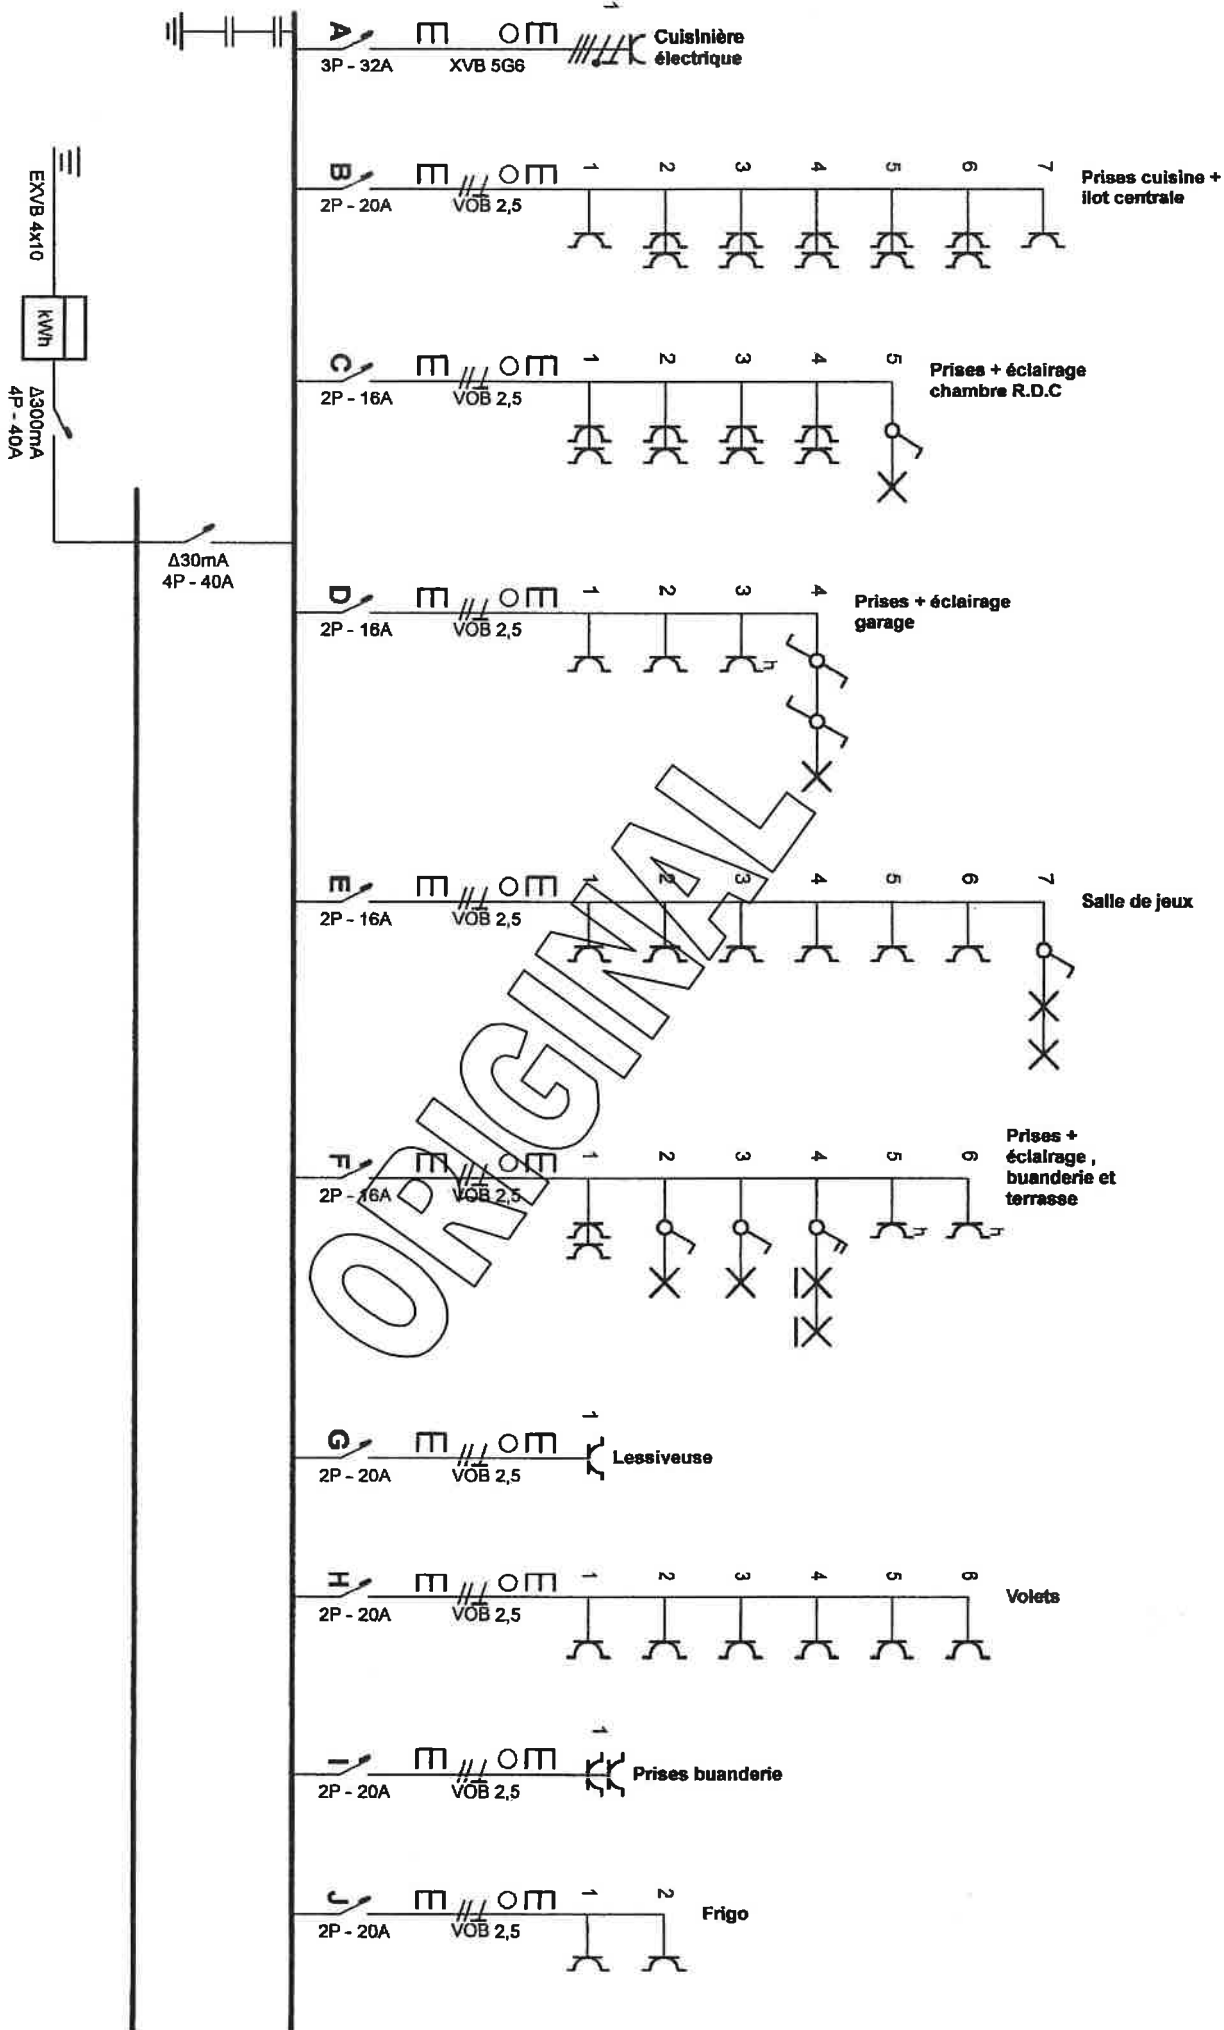 EXVB 4x10
kWh
Δ300mA
4P - 40A
Δ30mA
4P - 40A
A
3P - 32A
XVB 5G6
1
Cuisinière
électrique
B
2P - 20A
VOB 2,5
1 2 3 4 5 6 7
Prises cuisine +
ilot centrale
C
2P - 16A
VOB 2,5
1 2 3 4 5
Prises + éclairage
chambre R.D.C
D
2P - 16A
VOB 2,5
1 2 3 4
h
Prises + éclairage
garage
E
2P - 16A
VOB 2,5
1 2 3 4 5 6 7
Salle de jeux
F
2P - 16A
VOB 2,5
1 2 3 4 5 6
h h
Prises +
éclairage ,
buanderie et
terrasse
ORIGINAL
G
2P - 20A
VOB 2,5
1
Lessiveuse
H
2P - 20A
VOB 2,5
1 2 3 4 5 6
Volets
I
2P - 20A
VOB 2,5
1
Prises buanderie
J
2P - 20A
VOB 2,5
1 2
Frigo